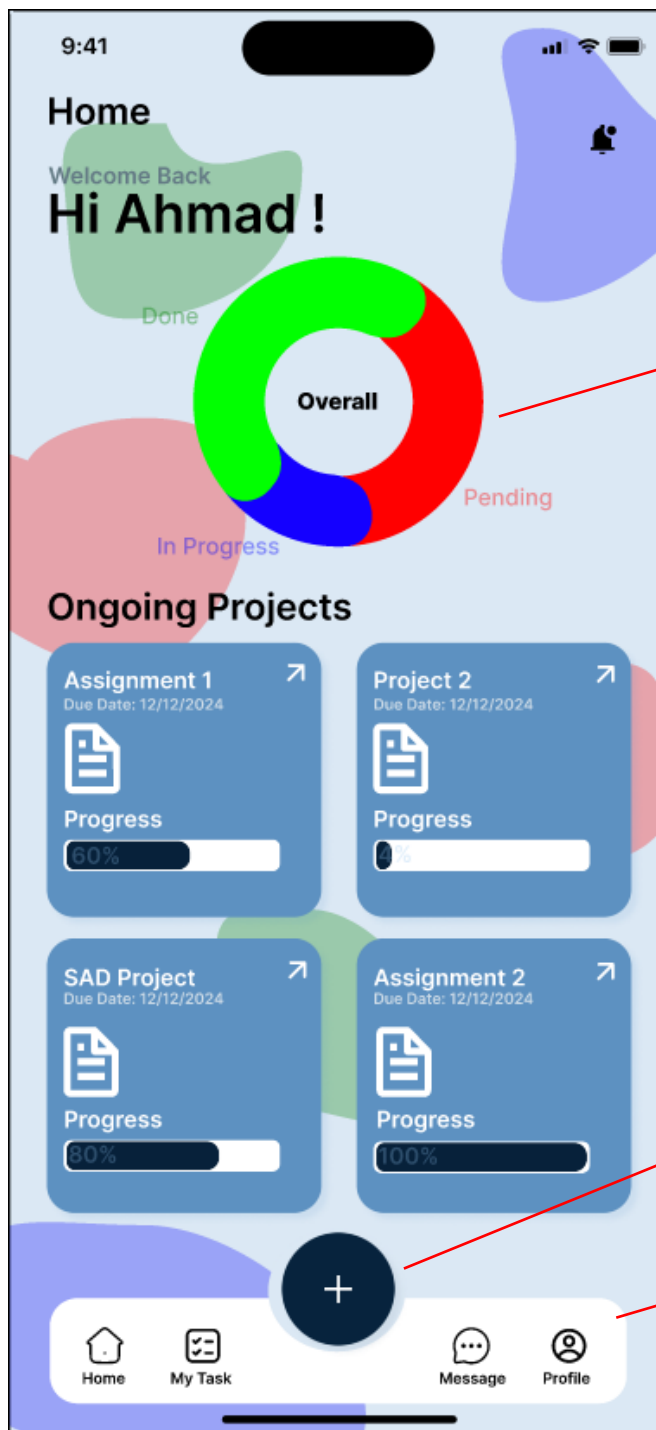 9:41
Home
Welcome Back
Hi Ahmad !
Done
Overall
Pending
In Progress
Ongoing Projects
Assignment 1
Due Date: 12/12/2024
Progress
60%
Project 2
Due Date: 12/12/2024
Progress
4%
SAD Project
Due Date: 12/12/2024
Progress
80%
Assignment 2
Due Date: 12/12/2024
Progress
100%
Home
My Task
Message
Profile